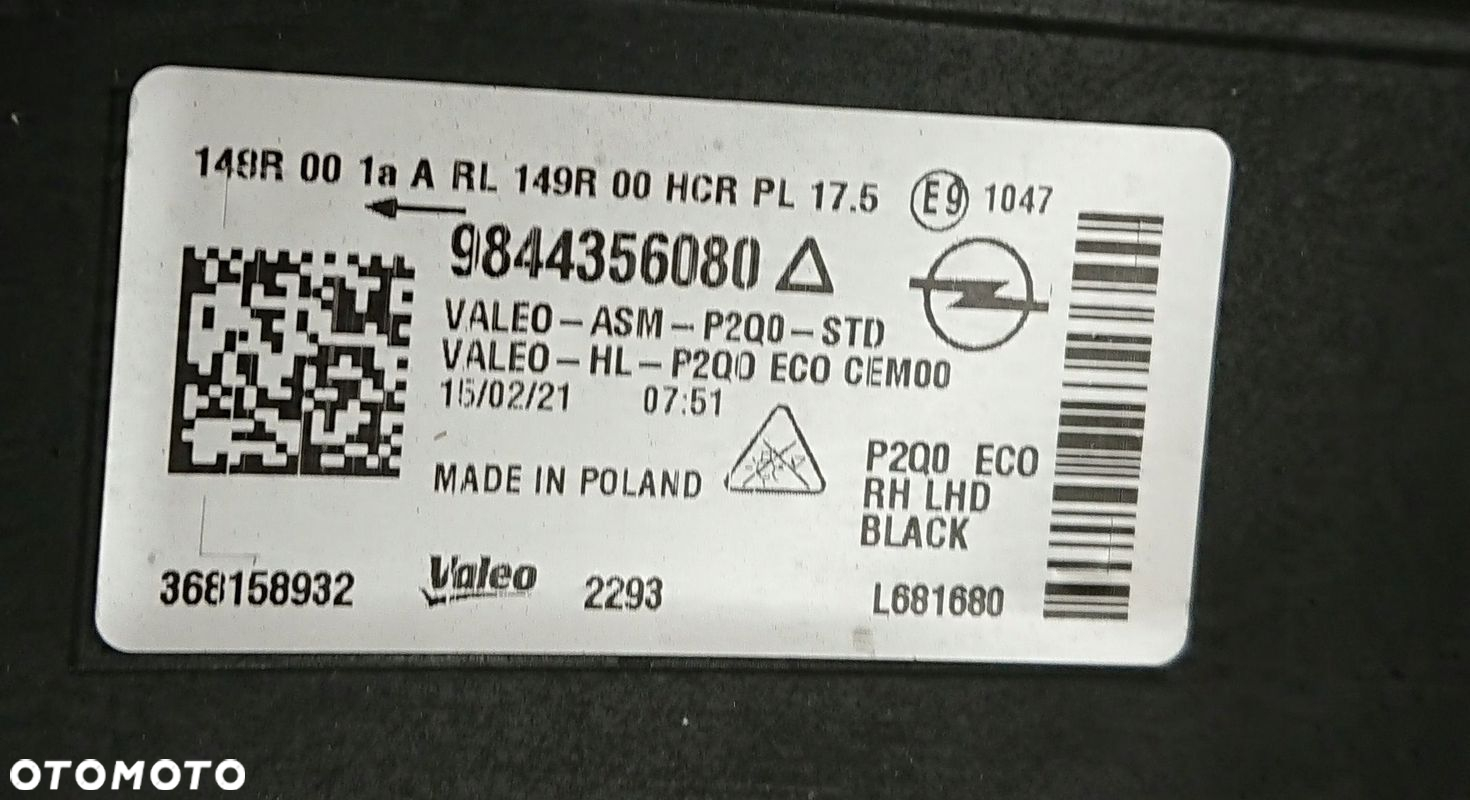 148R 00 1a A RL 149R 00 HCR PL 17.5 E9 1047
9844356080
VALEO-ASM-P2Q0-STD
VALEO-HL-P2Q0 ECO CEM00
15/02/21 07:51
MADE IN POLAND
P2Q0 ECO
RH LHD
BLACK
368158932 Valeo 2293 L681680
OTOMOTO